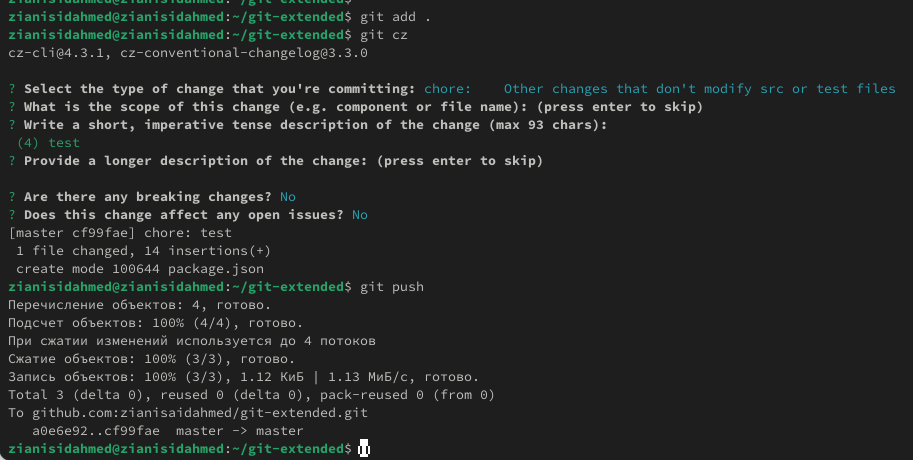 zianisidahmed@zianisidahmed:~/git-extended$ git add .
zianisidahmed@zianisidahmed:~/git-extended$ git cz
cz-cli@4.3.1, cz-conventional-changelog@3.3.0
? Select the type of change that you're committing: chore:    Other changes that don't modify src or test files
? What is the scope of this change (e.g. component or file name): (press enter to skip)
? Write a short, imperative tense description of the change (max 93 chars):
 (4) test
? Provide a longer description of the change: (press enter to skip)
? Are there any breaking changes? No
? Does this change affect any open issues? No
[master cf99fae] chore: test
 1 file changed, 14 insertions(+)
 create mode 100644 package.json
zianisidahmed@zianisidahmed:~/git-extended$ git push
Перечисление объектов: 4, готово.
Подсчет объектов: 100% (4/4), готово.
При сжатии изменений используется до 4 потоков
Сжатие объектов: 100% (3/3), готово.
Запись объектов: 100% (3/3), 1.12 КиБ | 1.13 МиБ/с, готово.
Total 3 (delta 0), reused 0 (delta 0), pack-reused 0 (from 0)
To github.com:zianisaidahmed/git-extended.git
   a0e6e92..cf99fae  master -> master
zianisidahmed@zianisidahmed:~/git-extended$